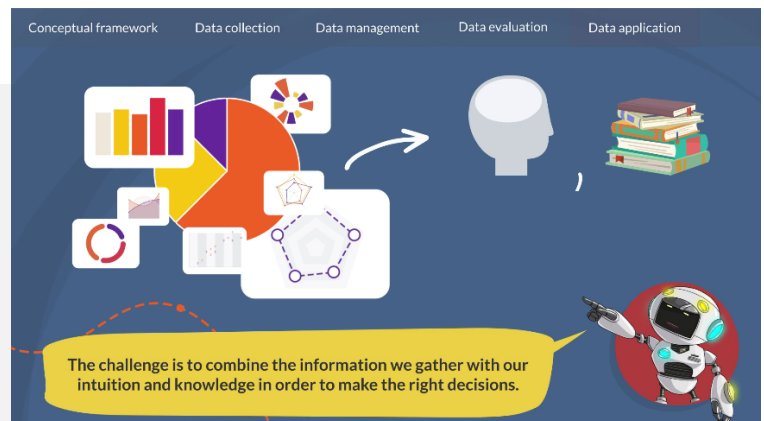 Conceptual framework
Data collection
Data management
Data evaluation
Data application
The challenge is to combine the information we gather with our
intuition and knowledge in order to make the right decisions.